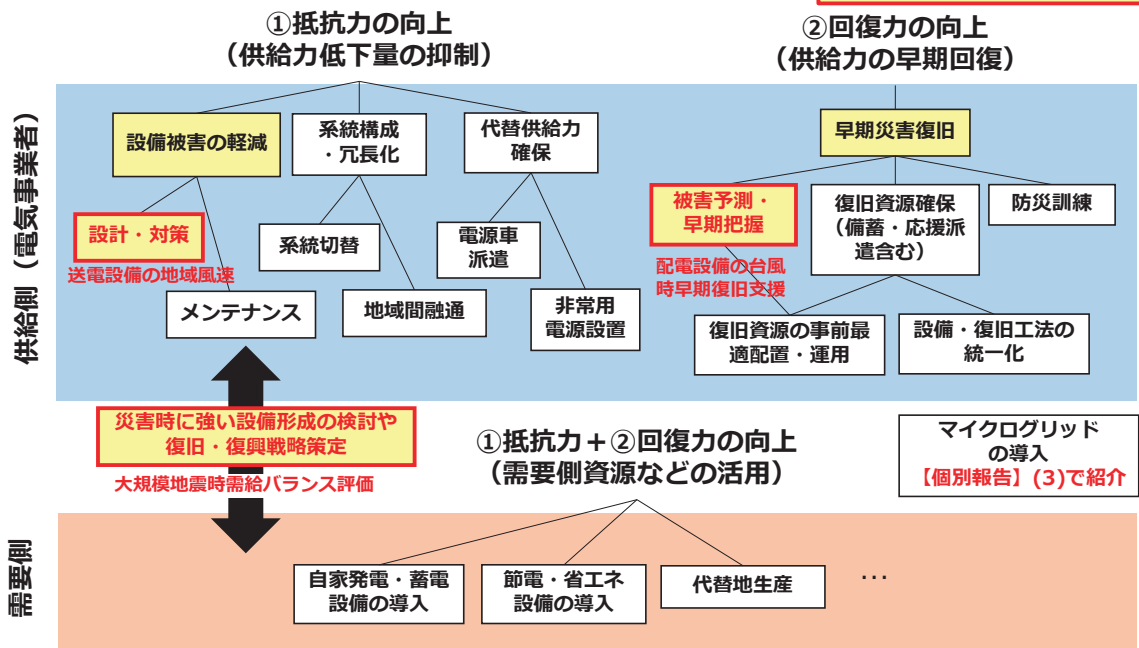 ①抵抗力の向上
（供給力低下量の抑制）
②回復力の向上
（供給力の早期回復）
供給側（電気事業者）
設備被害の軽減
系統構成
・冗長化
代替供給力
確保
早期災害復旧
設計・対策
送電設備の地域風速
系統切替
電源車
派遣
被害予測・
早期把握
配電設備の台風
時早期復旧支援
復旧資源確保
（備蓄・応援派
遣含む）
防災訓練
メンテナンス
地域間融通
非常用
電源設置
復旧資源の事前最
適配置・運用
設備・復旧工法の
統一化
災害時に強い設備形成の検討や
復旧・復興戦略策定
大規模地震時需給バランス評価
①抵抗力＋②回復力の向上
（需要側資源などの活用）
マイクログリッド
の導入
【個別報告】(3)で紹介
需要側
自家発電・蓄電
設備の導入
節電・省エネ
設備の導入
代替地生産
…